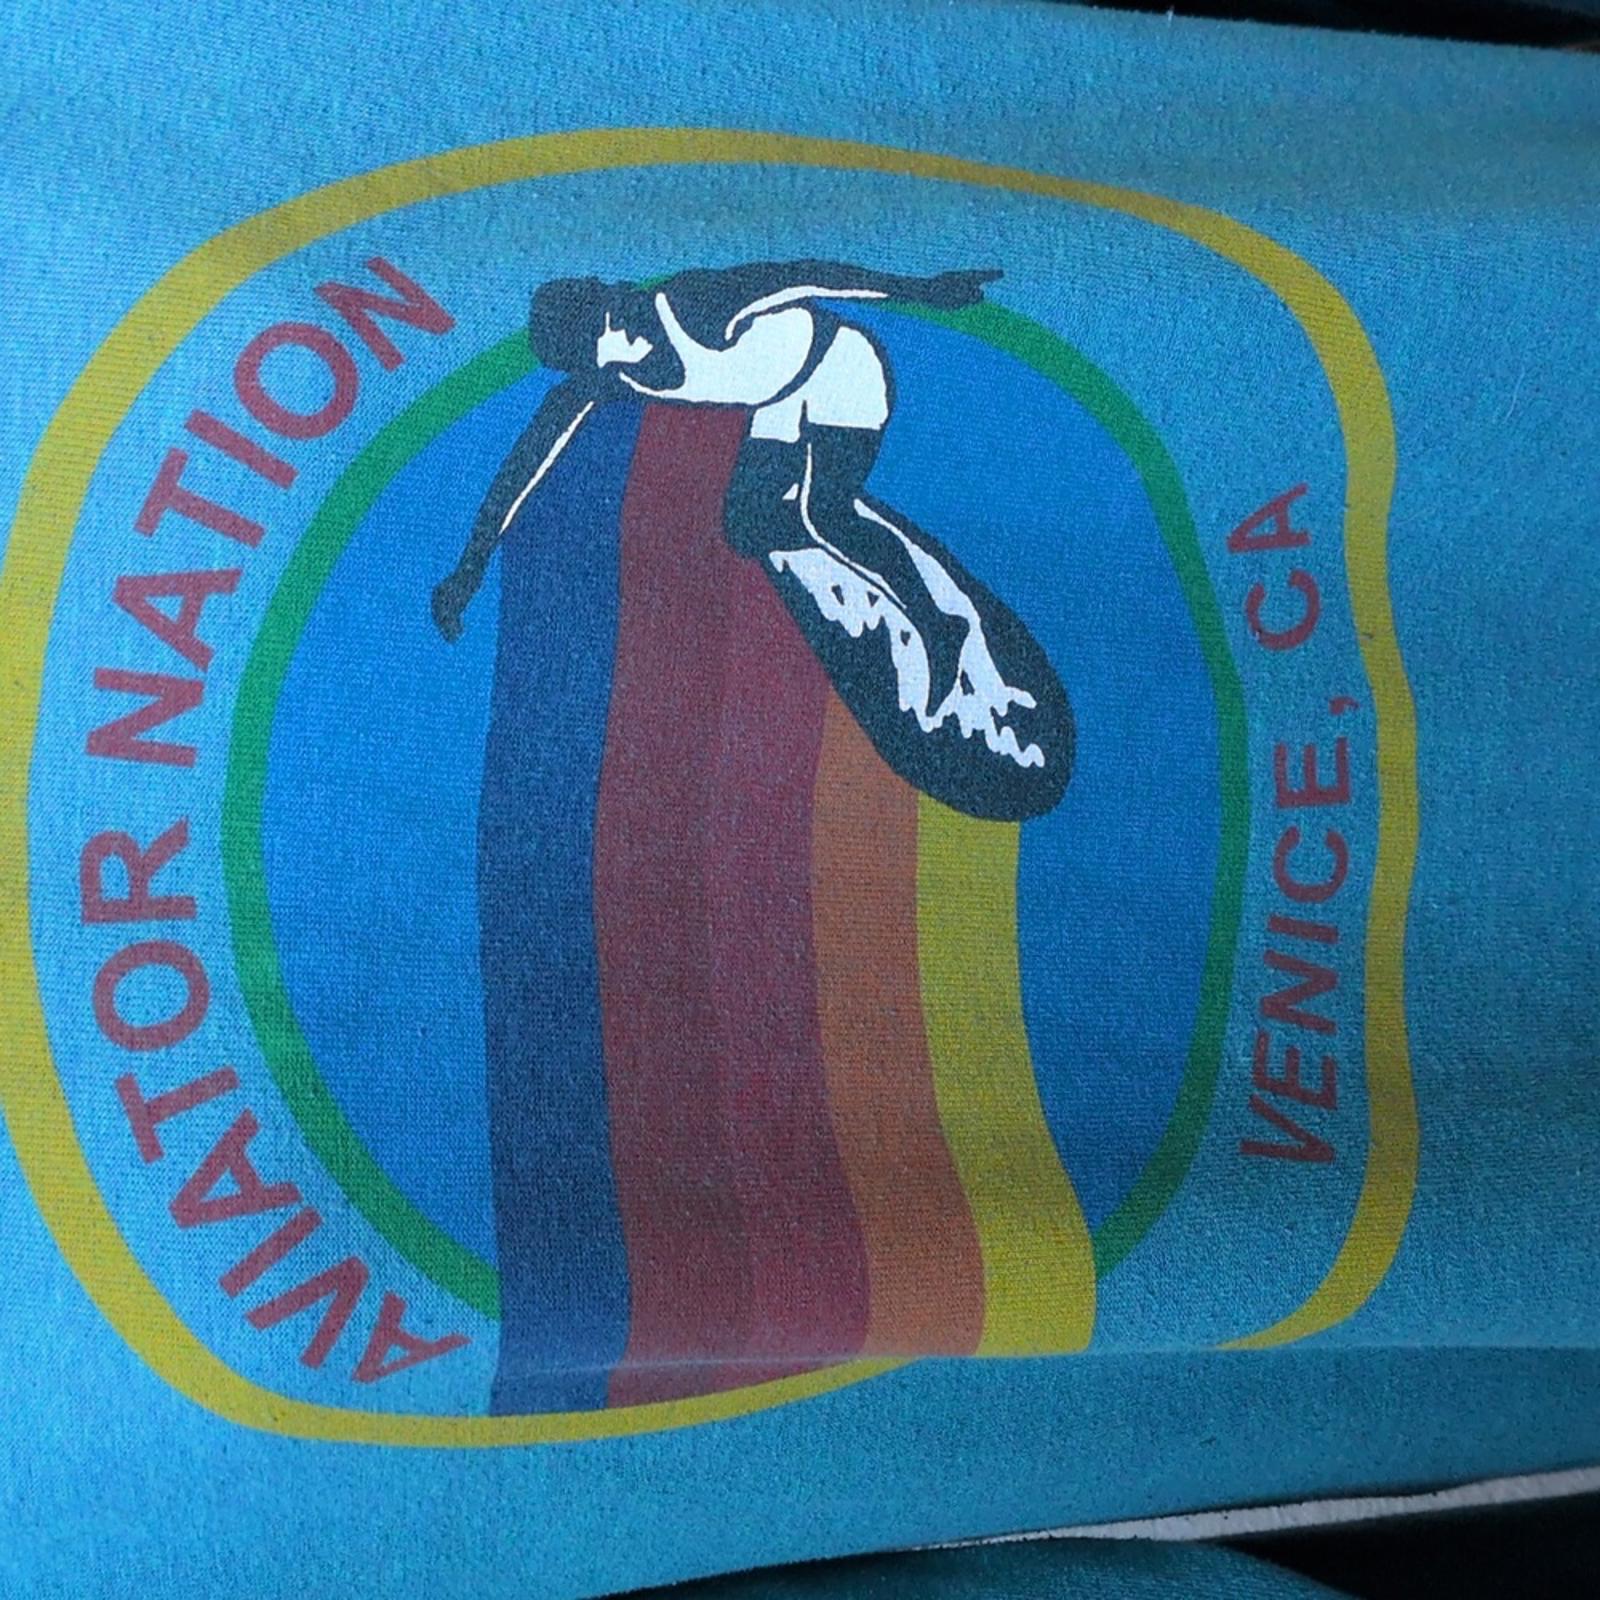 AVIATOR NATION
VENICE, CA